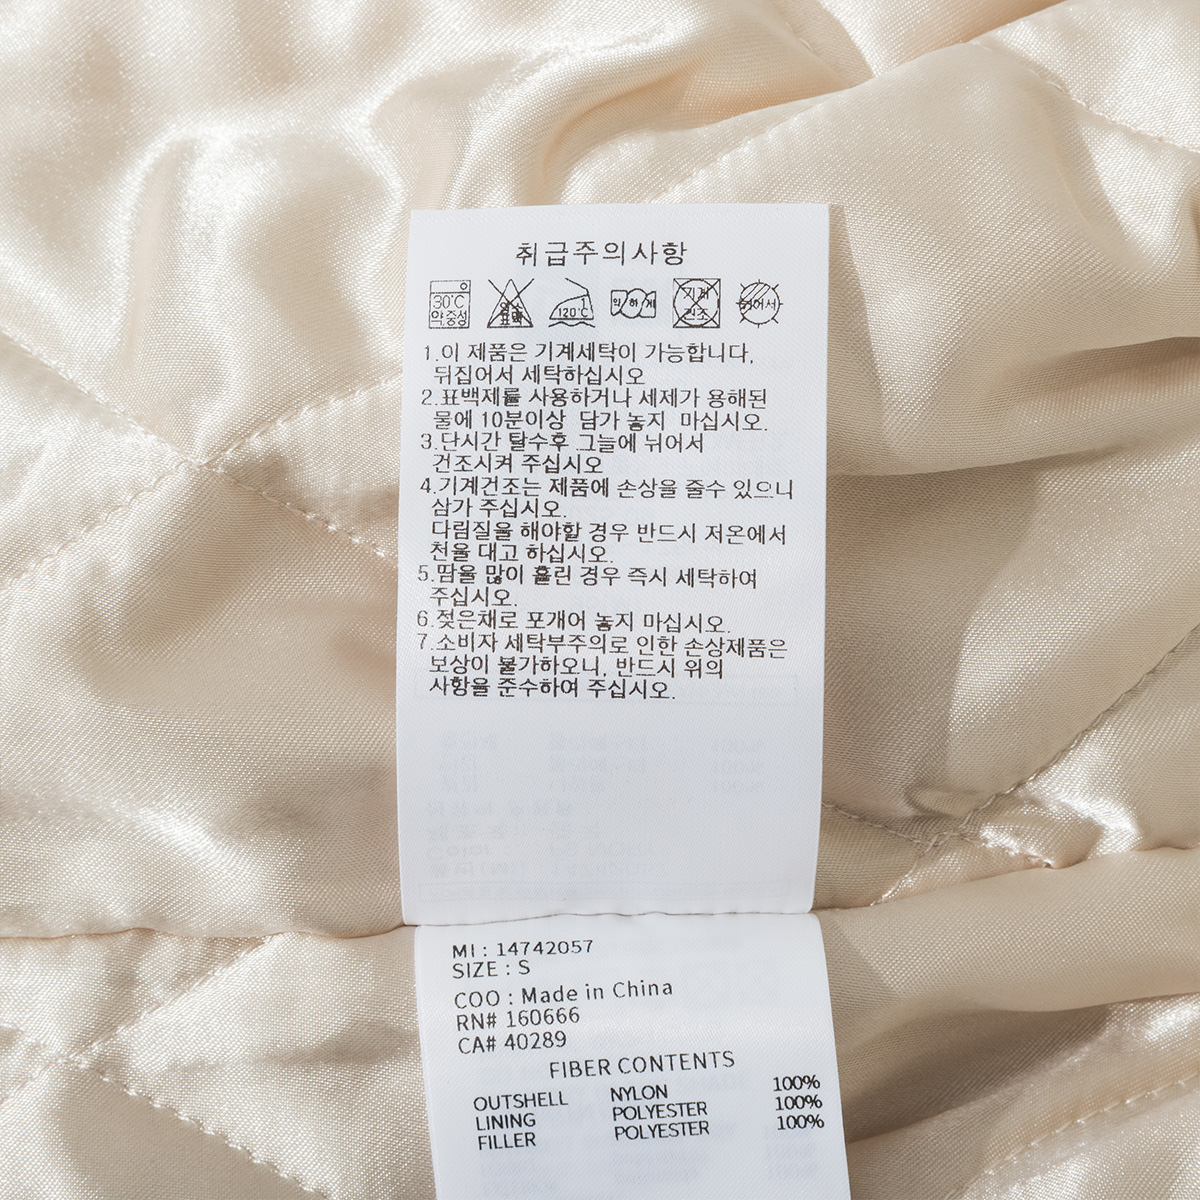 취급주의사항
30℃
약.중성
염소
표백
120℃
약 하 게
기계
건조
뉘어서
1.이 제품은 기계세탁이 가능합니다,
뒤집어서 세탁하십시오
2.표백제를 사용하거나 세제가 용해된
물에 10분이상 담가 놓지 마십시오.
3.단시간 탈수후 그늘에 뉘어서
건조시켜 주십시오
4.기계건조는 제품에 손상을 줄수 있으니
삼가 주십시오.
다림질을 해야할 경우 반드시 저온에서
천을 대고 하십시오.
5.땀을 많이 흘린 경우 즉시 세탁하여
주십시오.
6.젖은채로 포개어 놓지 마십시오.
7.소비자 세탁부주의로 인한 손상제품은
보상이 불가하오니, 반드시 위의
사항을 준수하여 주십시오.
MI : 14742057
SIZE : S
COO : Made in China
RN# 160666
CA# 40289
FIBER CONTENTS
OUTSHELL NYLON 100%
LINING POLYESTER 100%
FILLER POLYESTER 100%